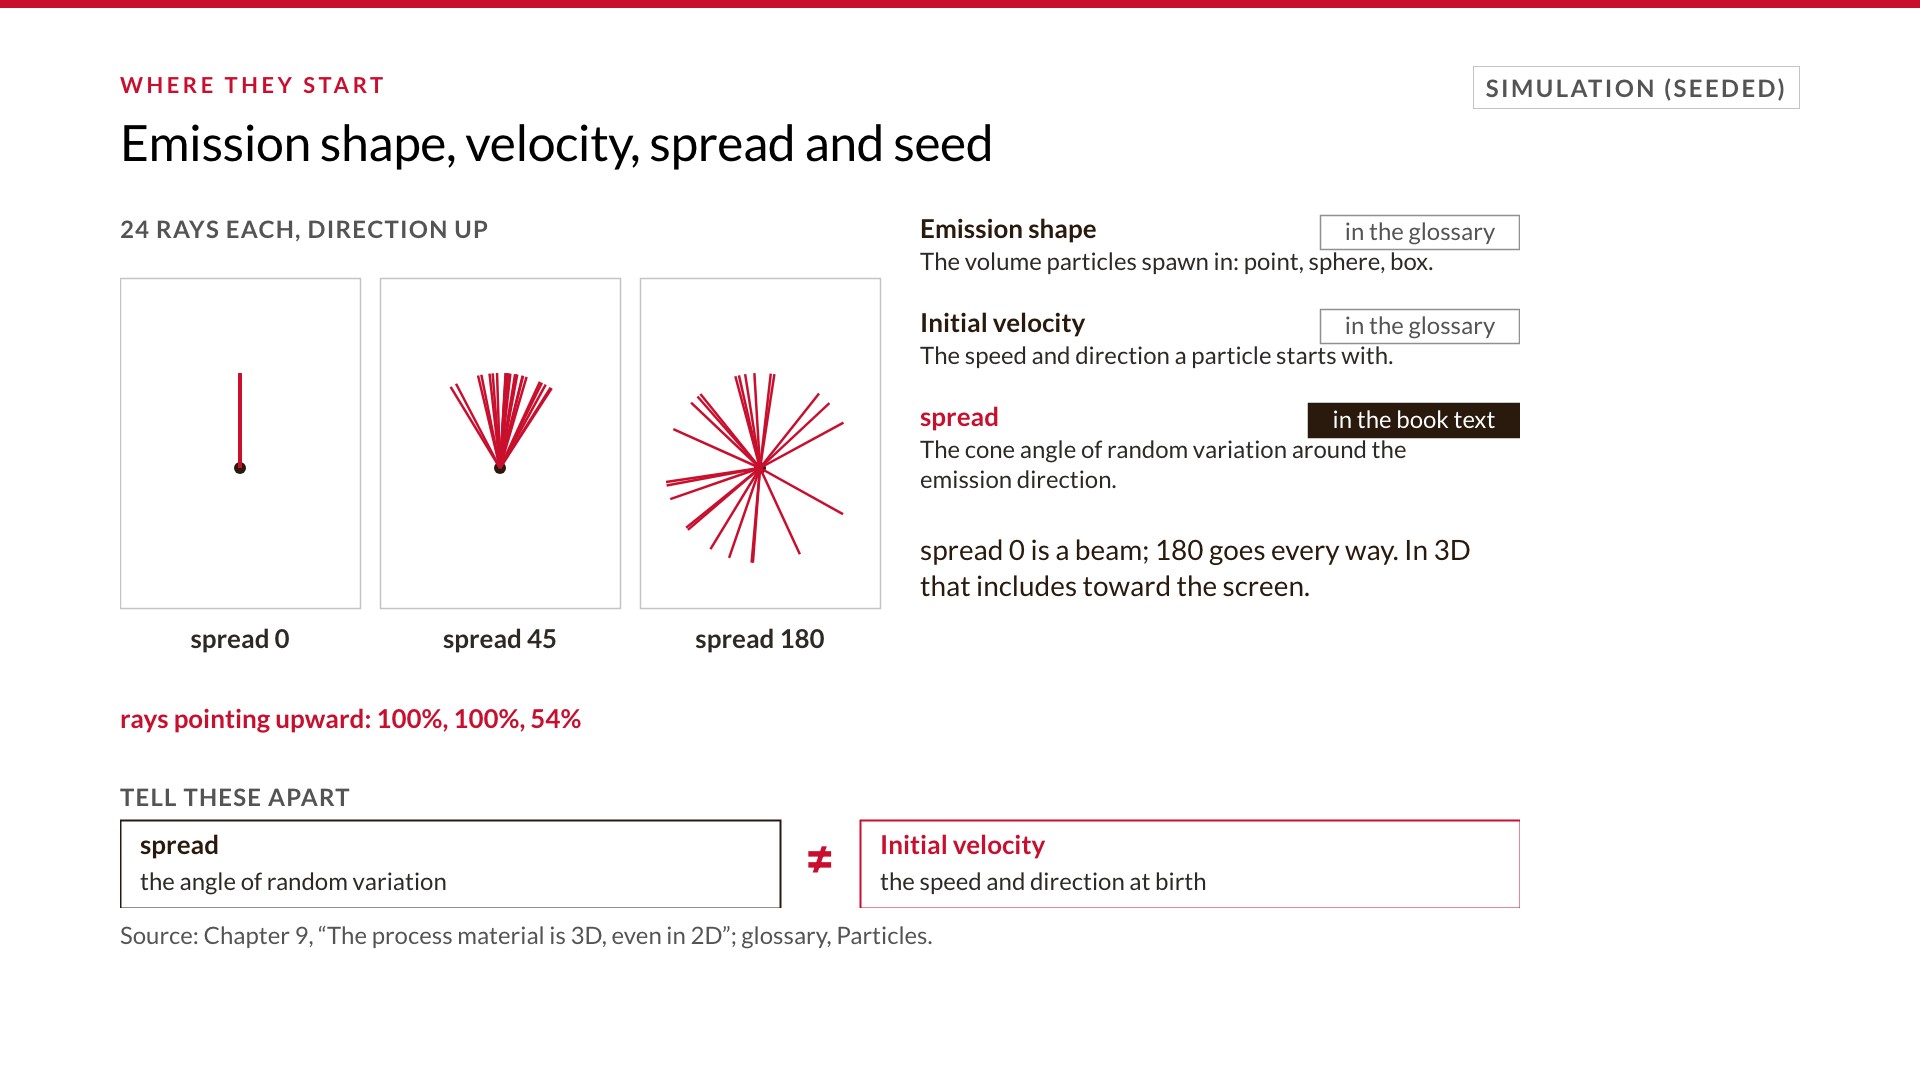 WHERE THEY START
SIMULATION (SEEDED)
Emission shape, velocity, spread and seed
24 RAYS EACH, DIRECTION UP
spread 0
spread 45
spread 180
rays pointing upward: 100%, 100%, 54%
Emission shape
in the glossary
The volume particles spawn in: point, sphere, box.
Initial velocity
in the glossary
The speed and direction a particle starts with.
spread
in the book text
The cone angle of random variation around the
emission direction.
spread 0 is a beam; 180 goes every way. In 3D
that includes toward the screen.
TELL THESE APART
spread
the angle of random variation
≠
Initial velocity
the speed and direction at birth
Source: Chapter 9, “The process material is 3D, even in 2D”; glossary, Particles.